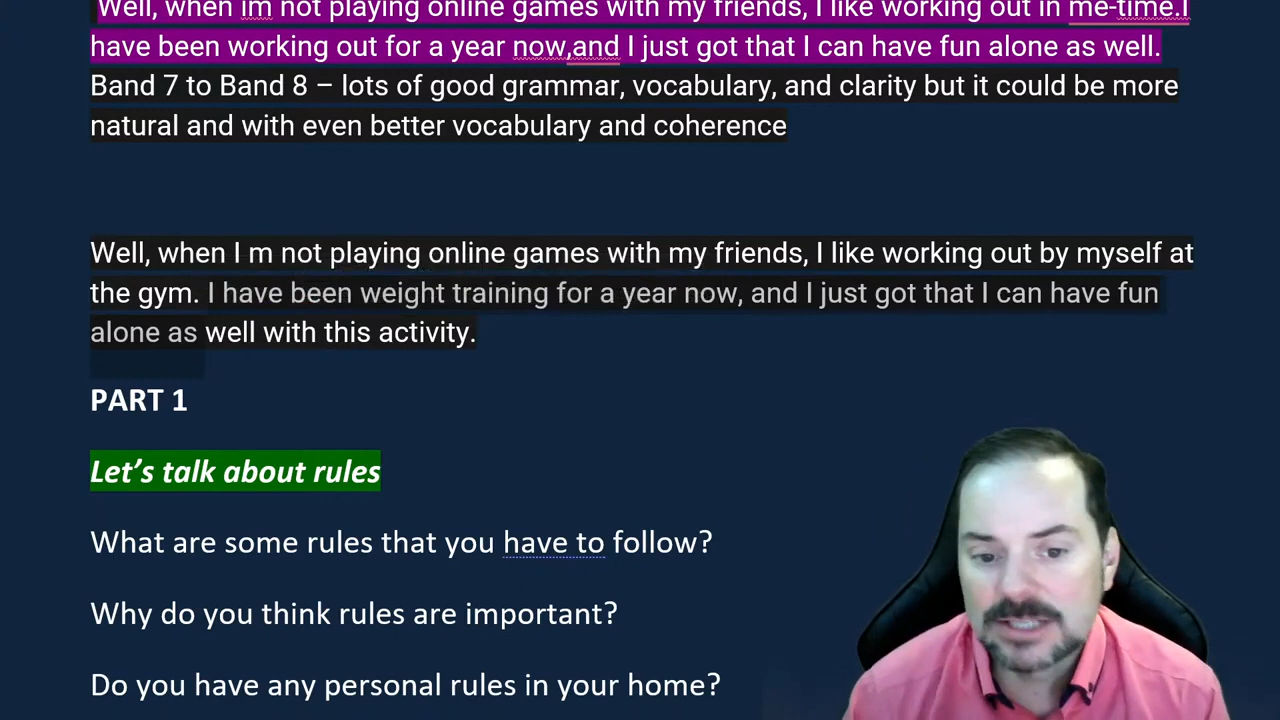 Well, when im not playing online games with my friends, I like working out in me-time.I
have been working out for a year now,and I just got that I can have fun alone as well.
Band 7 to Band 8 – lots of good grammar, vocabulary, and clarity but it could be more
natural and with even better vocabulary and coherence
Well, when I m not playing online games with my friends, I like working out by myself at
the gym. I have been weight training for a year now, and I just got that I can have fun
alone as well with this activity.
PART 1
Let’s talk about rules
What are some rules that you have to follow?
Why do you think rules are important?
Do you have any personal rules in your home?